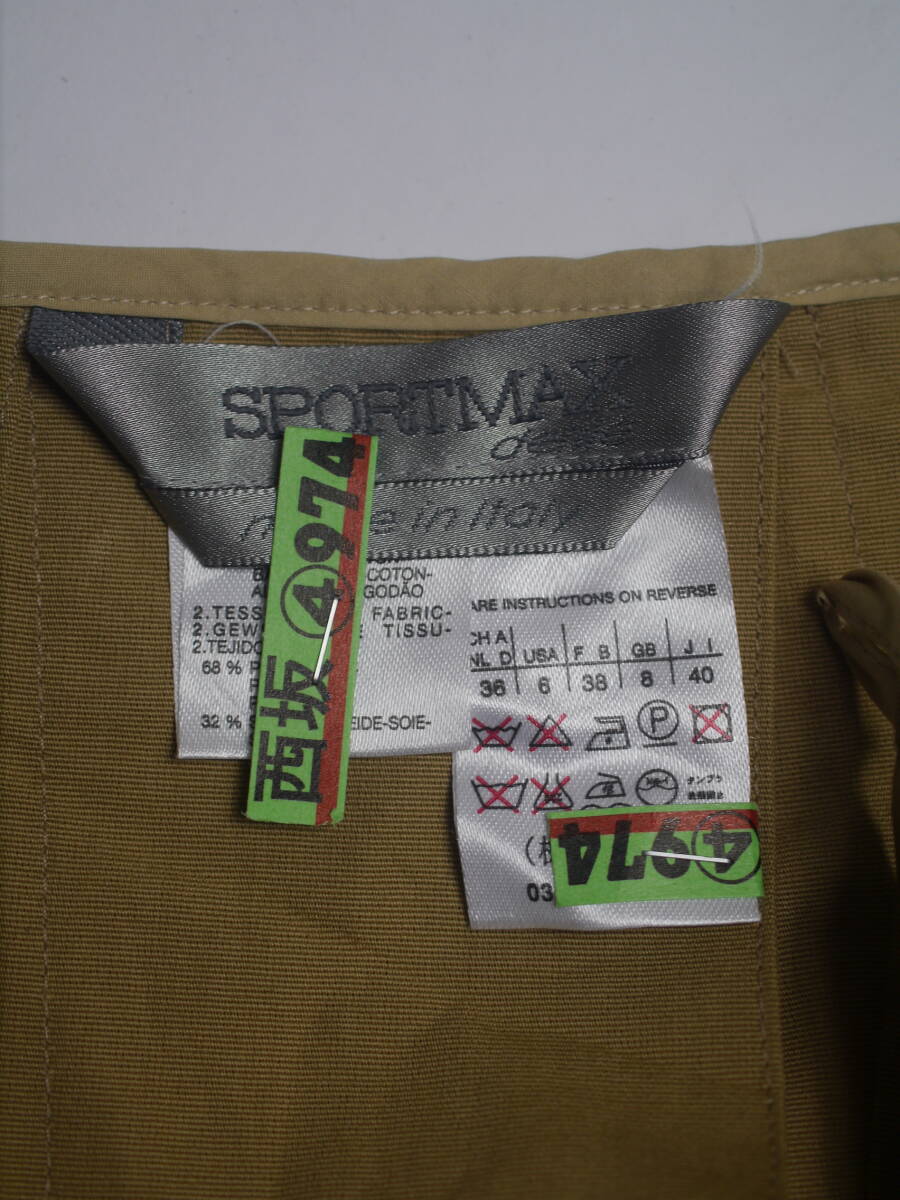 SPORTMAX
in Italy
COTON-
GODÃO
2.TESS FABRIC-
2.GEW TISSU-
2.TEJIDO
68 %
32 % EIDE-SOIE-
西坂 ④974
ARE INSTRUCTIONS ON REVERSE
CH A
NL D USA F B GB J I
36 6 38 8 40
P
タンブラ
03
④974